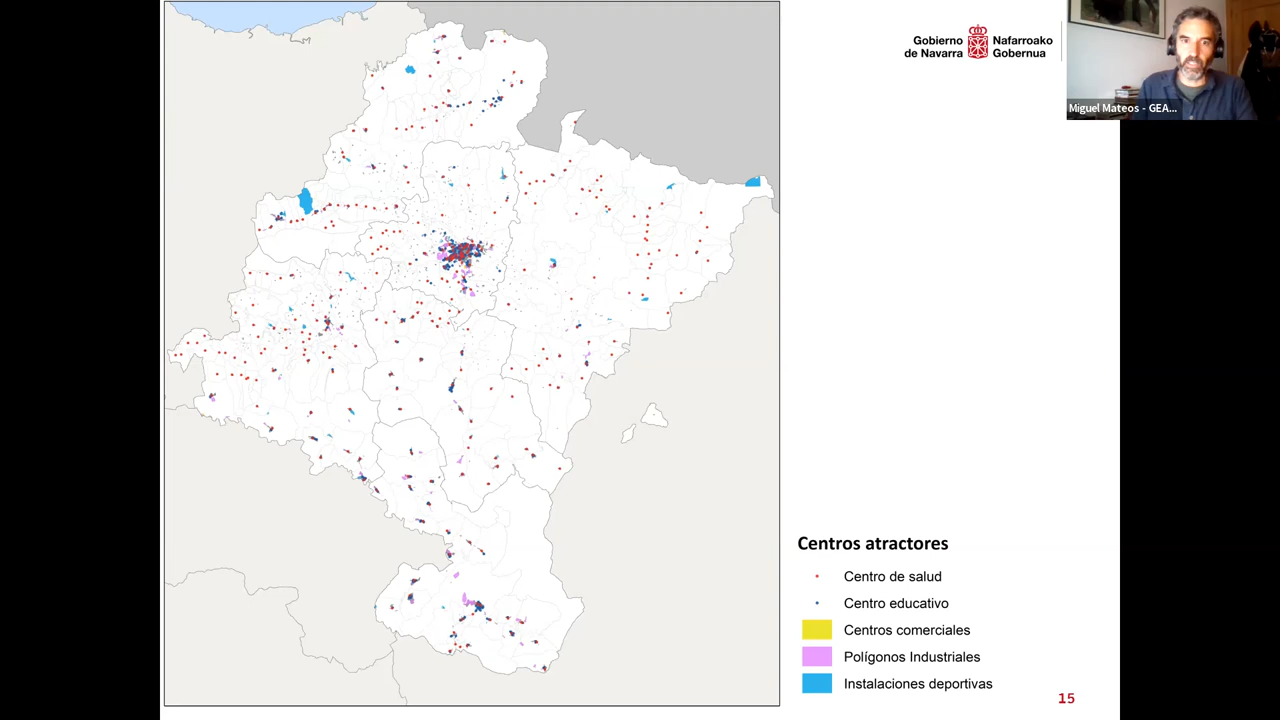 Gobierno
de Navarra
Nafarroako
Gobernua
Miguel Mateos - GEA...
Centros atractores
Centro de salud
Centro educativo
Centros comerciales
Polígonos Industriales
Instalaciones deportivas
15